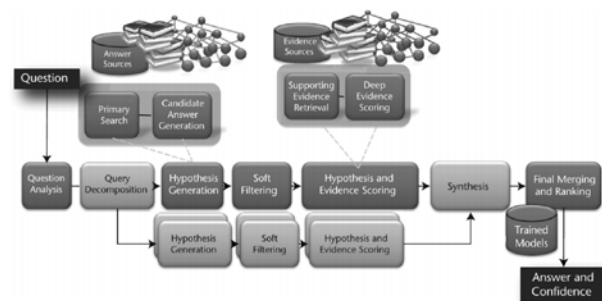 Answer
Sources
Evidence
Sources
Question
Primary
Search
Candidate
Answer
Generation
Supporting
Evidence
Retrieval
Deep
Evidence
Scoring
Question
Analysis
Query
Decomposition
Hypothesis
Generation
Soft
Filtering
Hypothesis and
Evidence Scoring
Synthesis
Final Merging
and Ranking
Hypothesis
Generation
Soft
Filtering
Hypothesis and
Evidence Scoring
Trained
Models
Answer and
Confidence